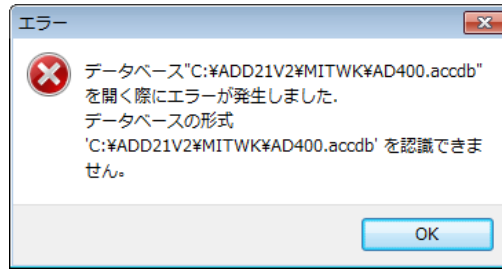 エラー
データベース"C:¥ADD21V2¥MITWK¥AD400.accdb"
を開く際にエラーが発生しました.
データベースの形式
'C:¥ADD21V2¥MITWK¥AD400.accdb' を認識できま
せん。
OK